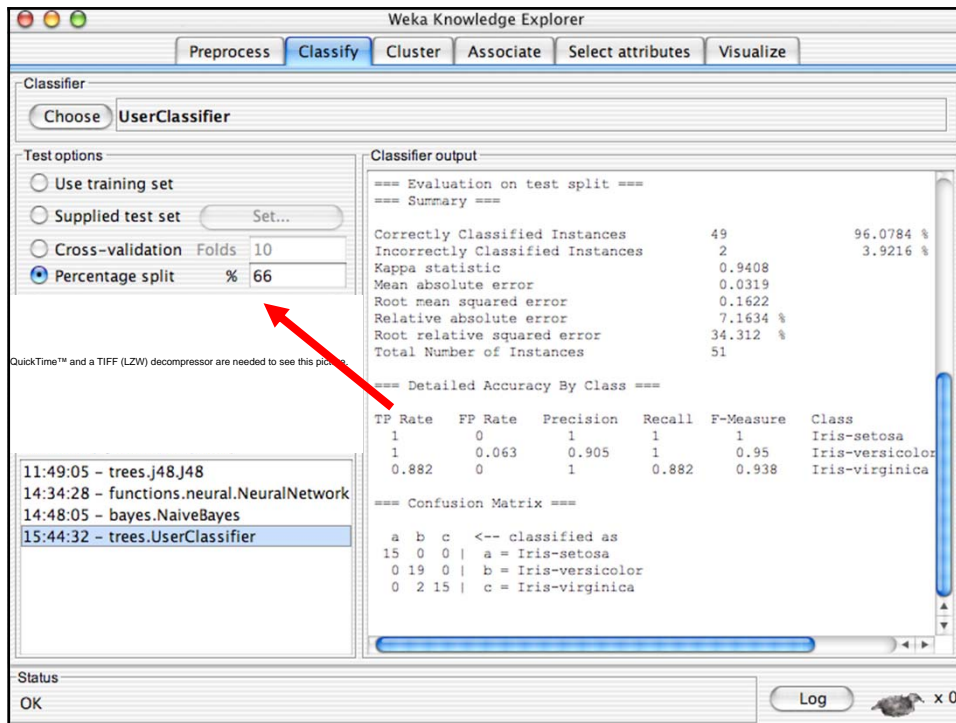 Weka Knowledge Explorer
Preprocess Classify Cluster Associate Select attributes Visualize
Classifier
Choose UserClassifier
Test options
Use training set
Supplied test set Set...
Cross-validation Folds 10
Percentage split % 66
QuickTime™ and a TIFF (LZW) decompressor are needed to see this picture.
11:49:05 – trees.j48.J48
14:34:28 – functions.neural.NeuralNetwork
14:48:05 – bayes.NaiveBayes
15:44:32 – trees.UserClassifier
Classifier output
=== Evaluation on test split ===
=== Summary ===
Correctly Classified Instances 49 96.0784 %
Incorrectly Classified Instances 2 3.9216 %
Kappa statistic 0.9408
Mean absolute error 0.0319
Root mean squared error 0.1622
Relative absolute error 7.1634 %
Root relative squared error 34.312 %
Total Number of Instances 51
=== Detailed Accuracy By Class ===
TP Rate FP Rate Precision Recall F-Measure Class
1 0 1 1 1 Iris-setosa
1 0.063 0.905 1 0.95 Iris-versicolor
0.882 0 1 0.882 0.938 Iris-virginica
=== Confusion Matrix ===
a b c <-- classified as
15 0 0 | a = Iris-setosa
0 19 0 | b = Iris-versicolor
0 2 15 | c = Iris-virginica
Status
OK
Log x 0